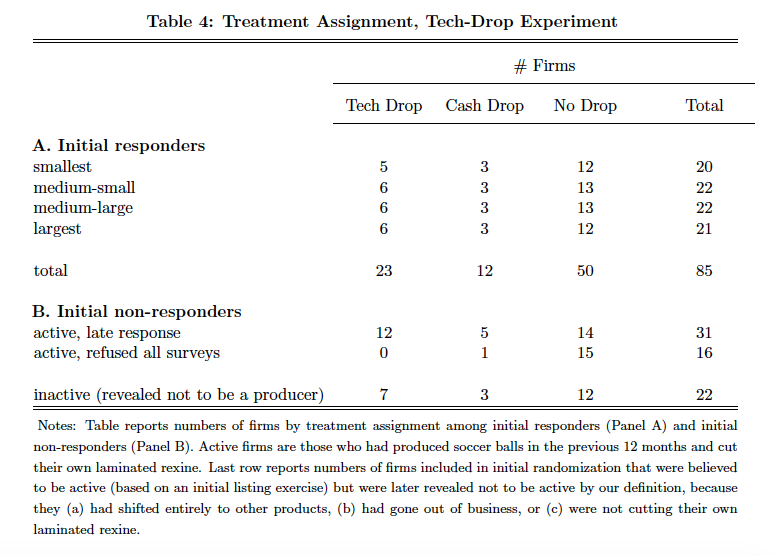 Table 4: Treatment Assignment, Tech-Drop Experiment
# Firms
Tech Drop Cash Drop No Drop Total
A. Initial responders
smallest 5 3 12 20
medium-small 6 3 13 22
medium-large 6 3 13 22
largest 6 3 12 21
total 23 12 50 85
B. Initial non-responders
active, late response 12 5 14 31
active, refused all surveys 0 1 15 16
inactive (revealed not to be a producer) 7 3 12 22
Notes: Table reports numbers of firms by treatment assignment among initial responders (Panel A) and initial
non-responders (Panel B). Active firms are those who had produced soccer balls in the previous 12 months and cut
their own laminated rexine. Last row reports numbers of firms included in initial randomization that were believed
to be active (based on an initial listing exercise) but were later revealed not to be active by our definition, because
they (a) had shifted entirely to other products, (b) had gone out of business, or (c) were not cutting their own
laminated rexine.